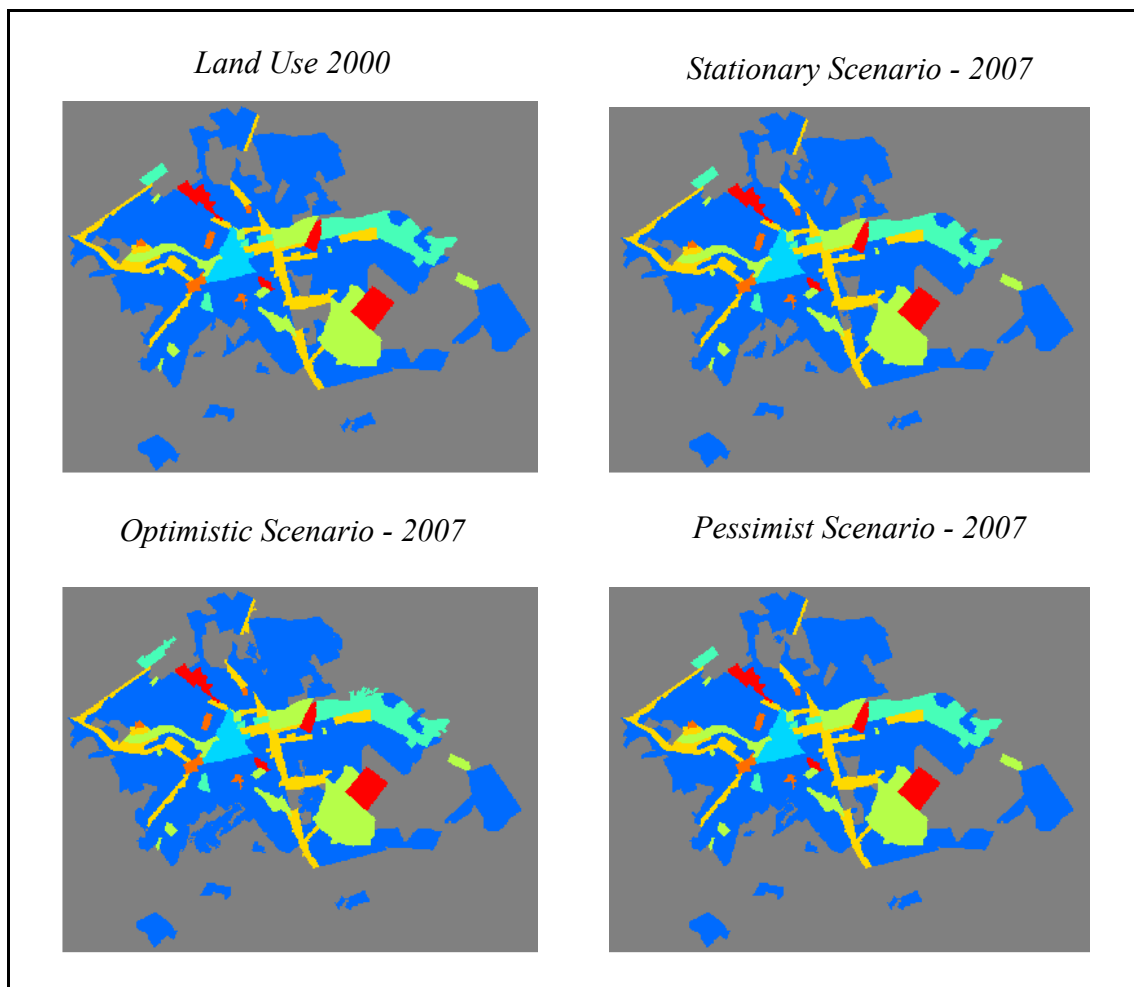 Land Use 2000
Stationary Scenario - 2007
Optimistic Scenario - 2007
Pessimist Scenario - 2007